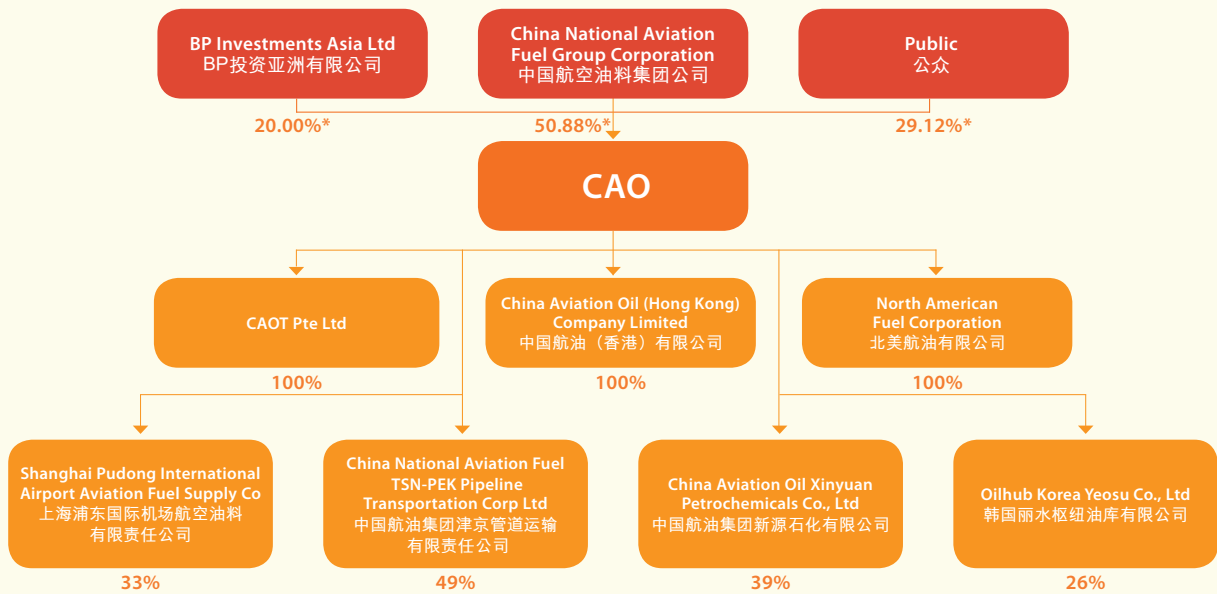 BP Investments Asia Ltd
BP投资亚洲有限公司
China National Aviation
Fuel Group Corporation
中国航空油料集团公司
Public
公众
20.00%*
50.88%*
29.12%*
CAO
CAOT Pte Ltd
China Aviation Oil (Hong Kong)
Company Limited
中国航油（香港）有限公司
North American
Fuel Corporation
北美航油有限公司
100%
100%
100%
Shanghai Pudong International
Airport Aviation Fuel Supply Co
上海浦东国际机场航空油料
有限责任公司
China National Aviation Fuel
TSN-PEK Pipeline
Transportation Corp Ltd
中国航油集团津京管道运输
有限责任公司
China Aviation Oil Xinyuan
Petrochemicals Co., Ltd
中国航油集团新源石化有限公司
Oilhub Korea Yeosu Co., Ltd
韩国丽水枢纽油库有限公司
33%
49%
39%
26%